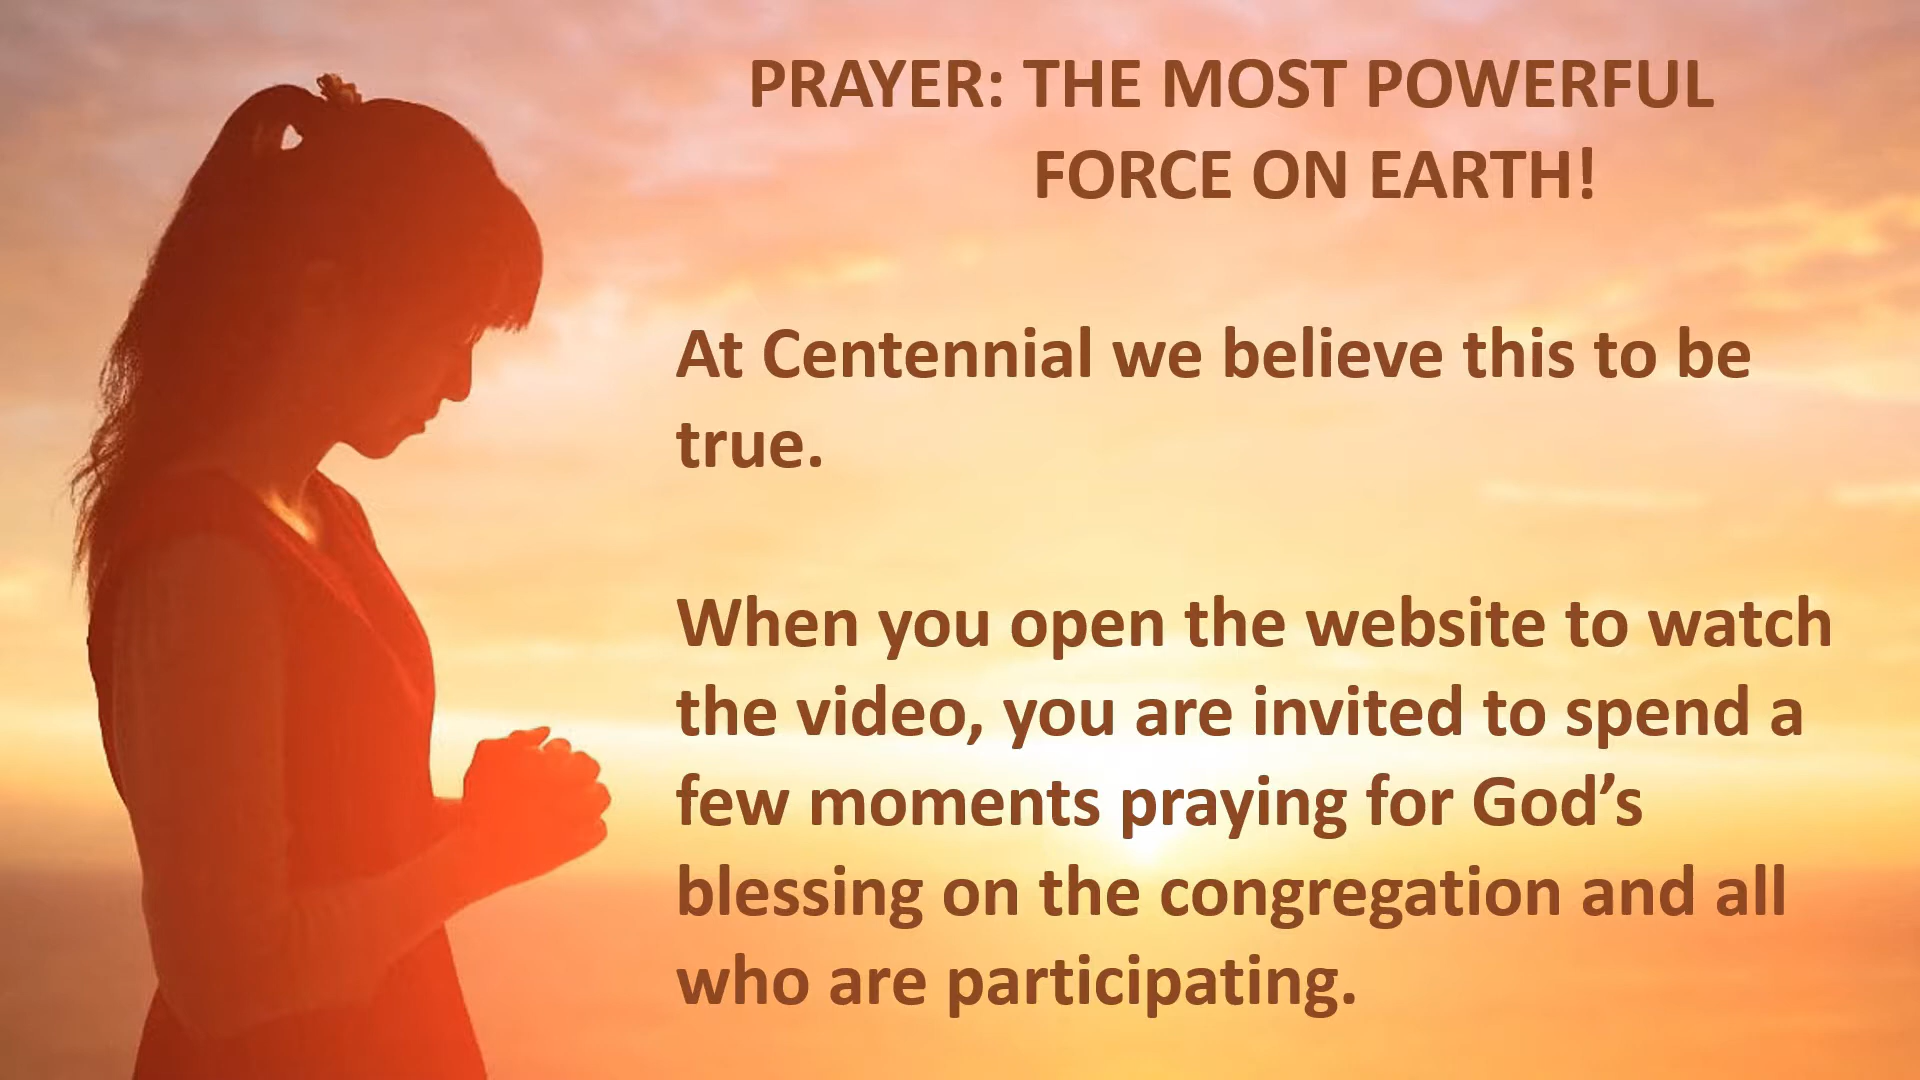 PRAYER: THE MOST POWERFUL
FORCE ON EARTH!
At Centennial we believe this to be
true.
When you open the website to watch
the video, you are invited to spend a
few moments praying for God’s
blessing on the congregation and all
who are participating.